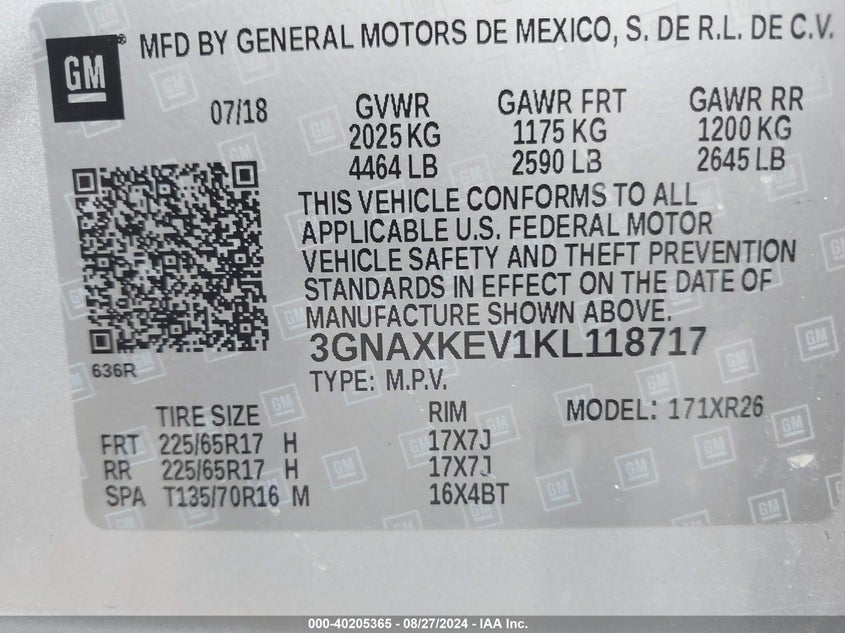 GM
MFD BY GENERAL MOTORS DE MEXICO, S. DE R.L. DE C.V.
07/18 GVWR GAWR FRT GAWR RR
2025 KG 1175 KG 1200 KG
4464 LB 2590 LB 2645 LB
THIS VEHICLE CONFORMS TO ALL
APPLICABLE U.S. FEDERAL MOTOR
VEHICLE SAFETY AND THEFT PREVENTION
STANDARDS IN EFFECT ON THE DATE OF
MANUFACTURE SHOWN ABOVE.
3GNAXKEV1KL118717
636R
TYPE: M.P.V.
TIRE SIZE RIM MODEL: 171XR26
FRT 225/65R17 H 17X7J
RR 225/65R17 H 17X7J
SPA T135/70R16 M 16X4BT
000-40205365 - 08/27/2024 - IAA Inc.